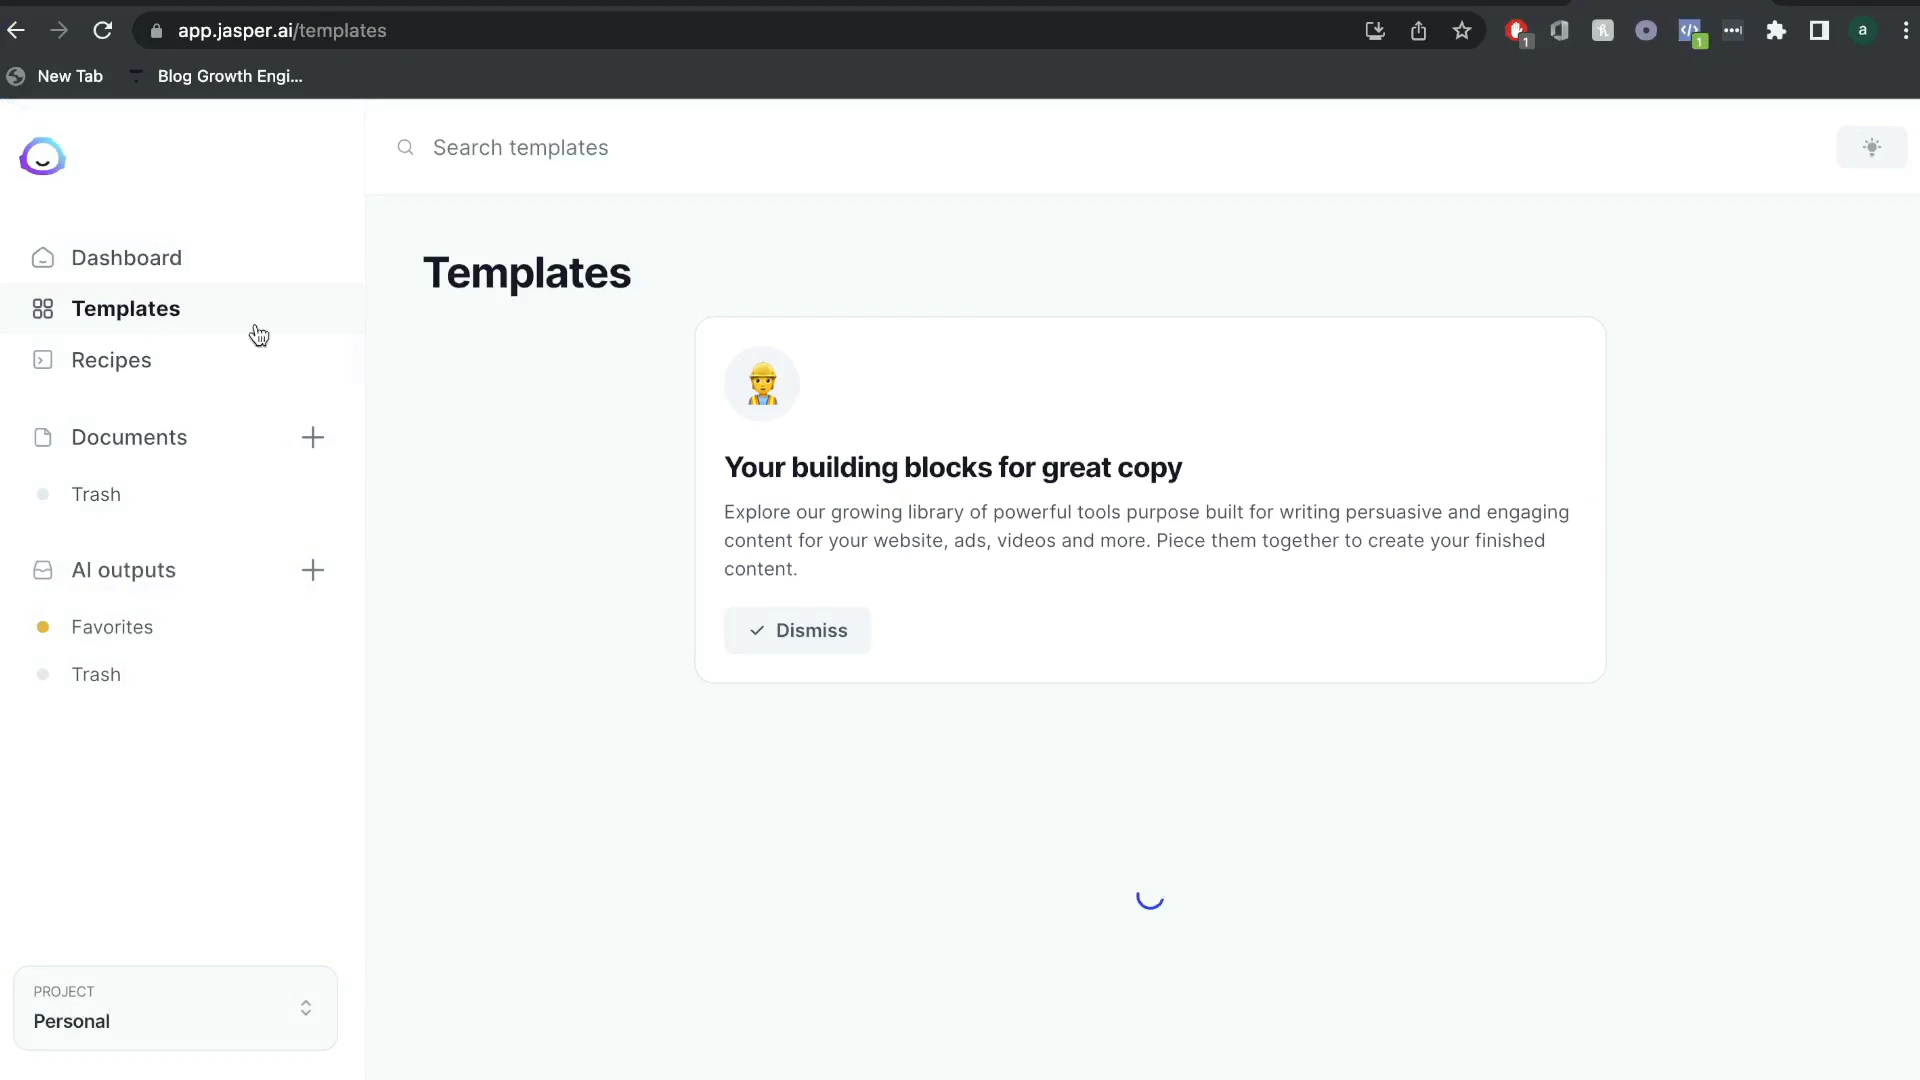 app.jasper.ai/templates
1
1
a
New Tab
Blog Growth Engi...
Search templates
Dashboard
Templates
Recipes
Documents
Trash
AI outputs
Favorites
Trash
PROJECT
Personal
Templates
Your building blocks for great copy
Explore our growing library of powerful tools purpose built for writing persuasive and engaging
content for your website, ads, videos and more. Piece them together to create your finished
content.
Dismiss